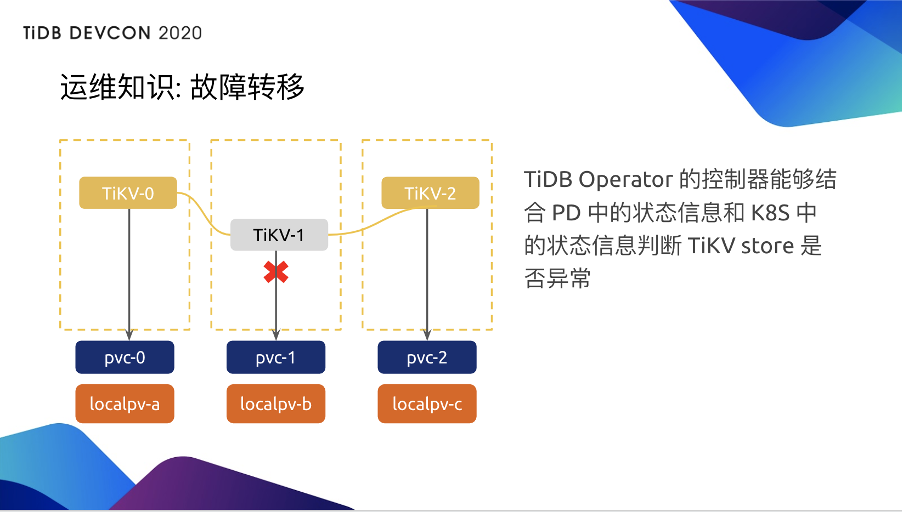 TiDB DEVCON 2020
运维知识: 故障转移
TiKV-0
TiKV-1
TiKV-2
pvc-0
pvc-1
pvc-2
localpv-a
localpv-b
localpv-c
TiDB Operator 的控制器能够结
合 PD 中的状态信息和 K8S 中
的状态信息判断 TiKV store 是
否异常